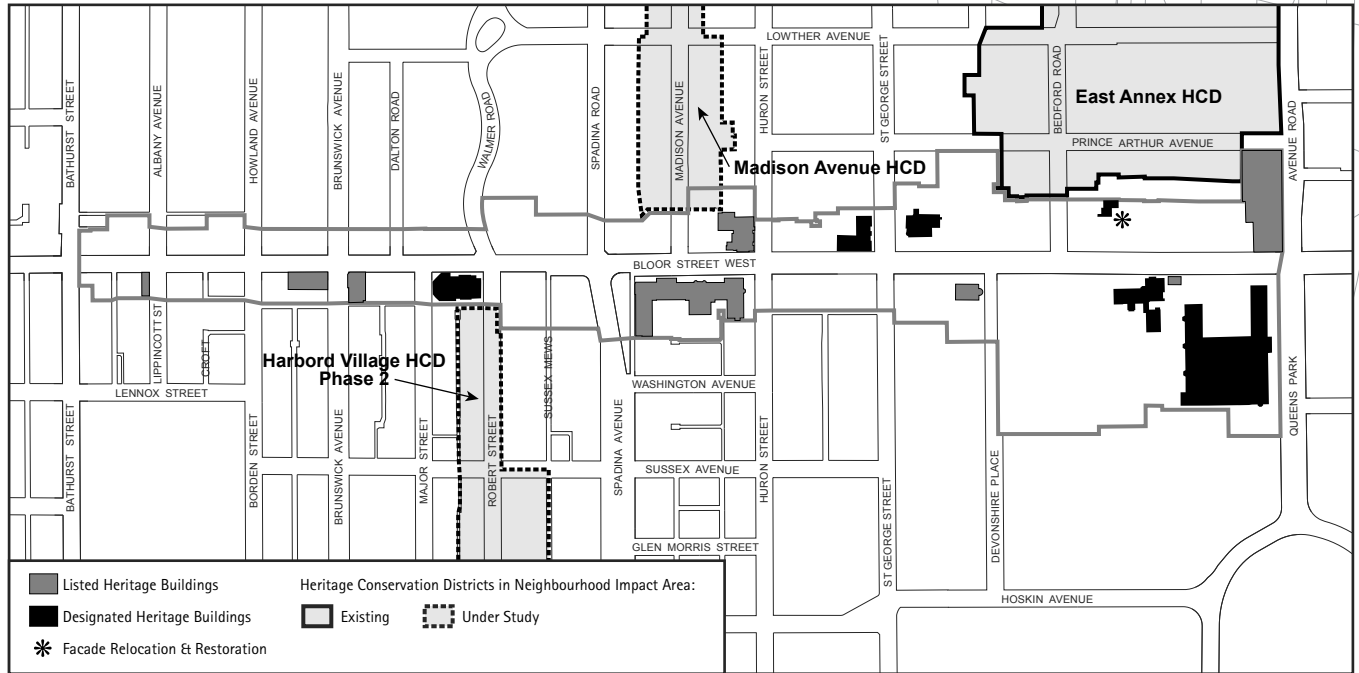 LOWTHER AVENUE
BATHURST STREET
ALBANY AVENUE
HOWLAND AVENUE
BRUNSWICK AVENUE
DALTON ROAD
WALMER ROAD
SPADINA ROAD
MADISON AVENUE
HURON STREET
ST GEORGE STREET
BEDFORD ROAD
AVENUE ROAD
East Annex HCD
PRINCE ARTHUR AVENUE
Madison Avenue HCD
BLOOR STREET WEST
LIPPINCOTT ST
CROFT
Harbord Village HCD
Phase 2
SUSSEX MEWS
WASHINGTON AVENUE
LENNOX STREET
QUEENS PARK
BATHURST STREET
BORDEN STREET
BRUNSWICK AVENUE
MAJOR STREET
ROBERT STREET
SPADINA AVENUE
SUSSEX AVENUE
HURON STREET
ST GEORGE STREET
DEVONSHIRE PLACE
GLEN MORRIS STREET
HOSKIN AVENUE
Listed Heritage Buildings
Designated Heritage Buildings
Facade Relocation & Restoration
Heritage Conservation Districts in Neighbourhood Impact Area:
Existing
Under Study